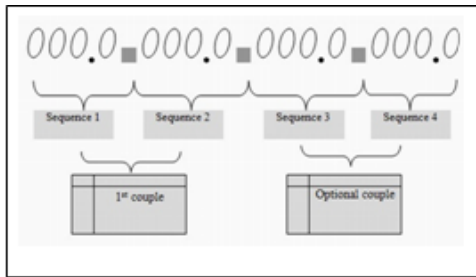 000.0 000.0 000.0 000.0
Sequence 1 Sequence 2 Sequence 3 Sequence 4
1st couple Optional couple